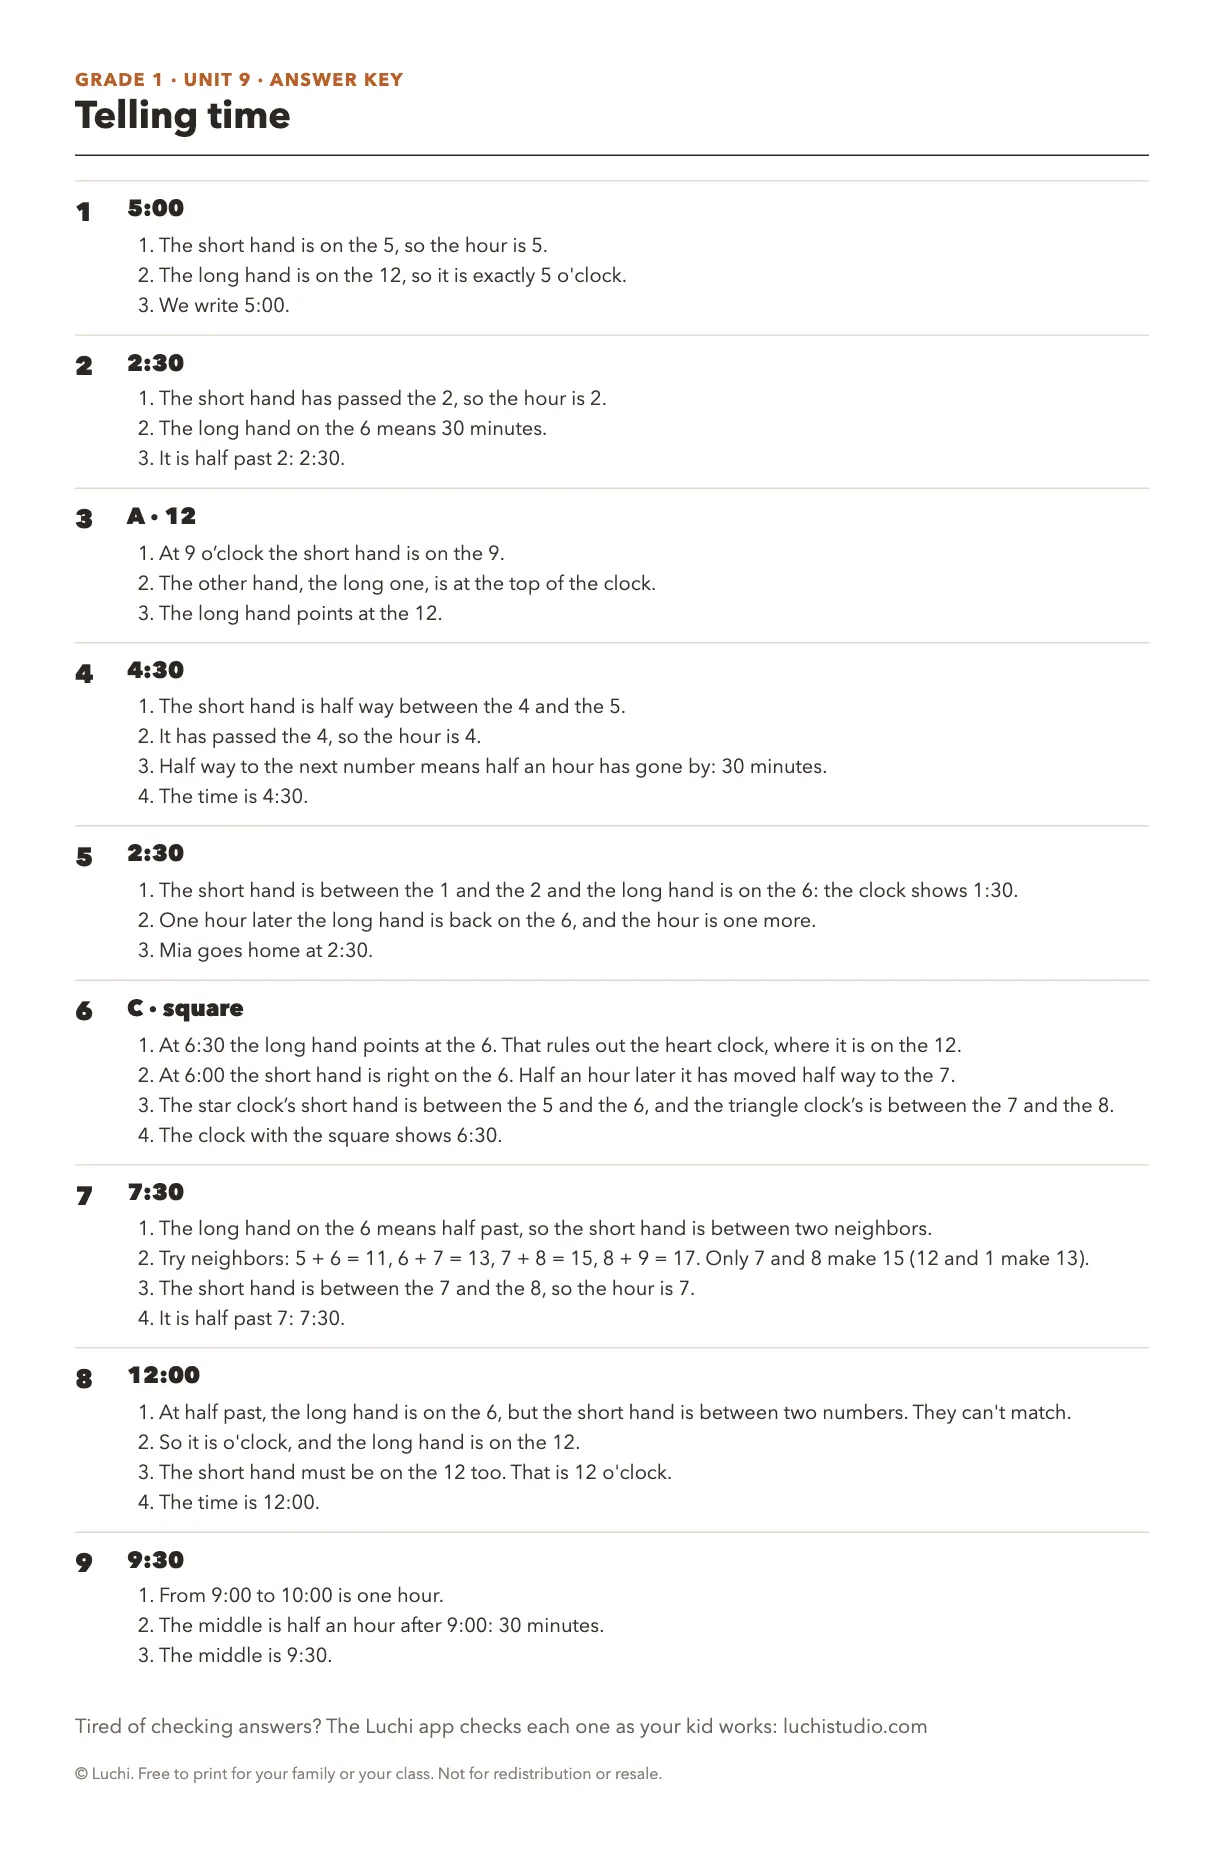 GRADE 1 · UNIT 9 · ANSWER KEY
Telling time
1 5:00
1. The short hand is on the 5, so the hour is 5.
2. The long hand is on the 12, so it is exactly 5 o'clock.
3. We write 5:00.
2 2:30
1. The short hand has passed the 2, so the hour is 2.
2. The long hand on the 6 means 30 minutes.
3. It is half past 2: 2:30.
3 A · 12
1. At 9 o’clock the short hand is on the 9.
2. The other hand, the long one, is at the top of the clock.
3. The long hand points at the 12.
4 4:30
1. The short hand is half way between the 4 and the 5.
2. It has passed the 4, so the hour is 4.
3. Half way to the next number means half an hour has gone by: 30 minutes.
4. The time is 4:30.
5 2:30
1. The short hand is between the 1 and the 2 and the long hand is on the 6: the clock shows 1:30.
2. One hour later the long hand is back on the 6, and the hour is one more.
3. Mia goes home at 2:30.
6 C · square
1. At 6:30 the long hand points at the 6. That rules out the heart clock, where it is on the 12.
2. At 6:00 the short hand is right on the 6. Half an hour later it has moved half way to the 7.
3. The star clock’s short hand is between the 5 and the 6, and the triangle clock’s is between the 7 and the 8.
4. The clock with the square shows 6:30.
7 7:30
1. The long hand on the 6 means half past, so the short hand is between two neighbors.
2. Try neighbors: 5 + 6 = 11, 6 + 7 = 13, 7 + 8 = 15, 8 + 9 = 17. Only 7 and 8 make 15 (12 and 1 make 13).
3. The short hand is between the 7 and the 8, so the hour is 7.
4. It is half past 7: 7:30.
8 12:00
1. At half past, the long hand is on the 6, but the short hand is between two numbers. They can't match.
2. So it is o'clock, and the long hand is on the 12.
3. The short hand must be on the 12 too. That is 12 o'clock.
4. The time is 12:00.
9 9:30
1. From 9:00 to 10:00 is one hour.
2. The middle is half an hour after 9:00: 30 minutes.
3. The middle is 9:30.
Tired of checking answers? The Luchi app checks each one as your kid works: luchistudio.com
© Luchi. Free to print for your family or your class. Not for redistribution or resale.